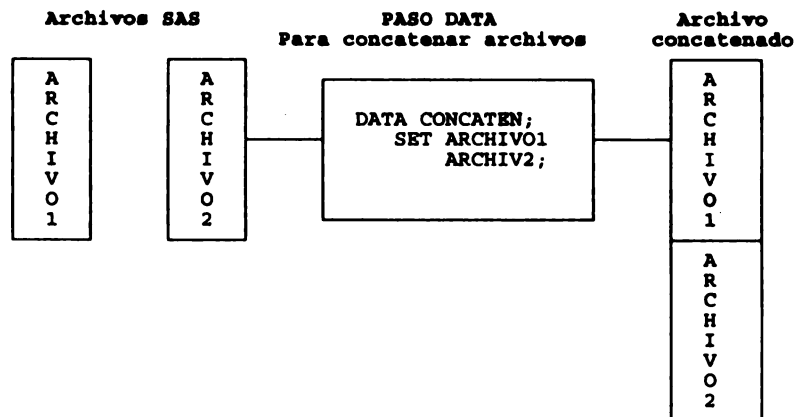 Archivos SAS
PASO DATA
Para concatenar archivos
Archivo
concatenado
ARCHIVO1
ARCHIVO2
DATA CONCATEN;
SET ARCHIVO1
ARCHIV2;
ARCHIVO1
ARCHIVO2